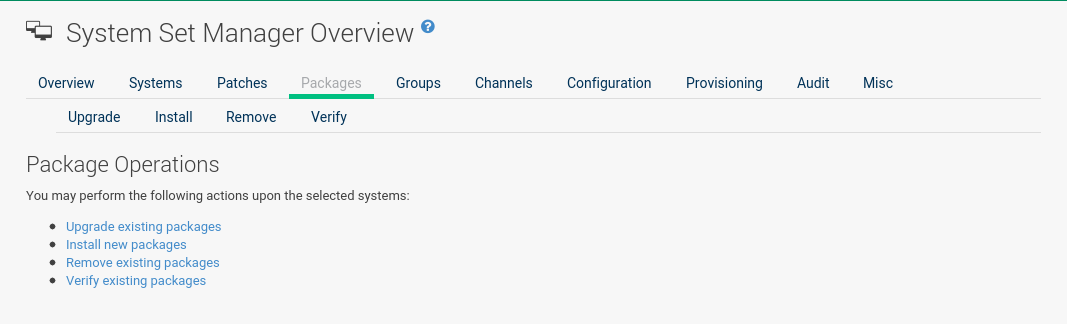 System Set Manager Overview ?
Overview Systems Patches Packages Groups Channels Configuration Provisioning Audit Misc
Upgrade Install Remove Verify
Package Operations
You may perform the following actions upon the selected systems:
Upgrade existing packages
Install new packages
Remove existing packages
Verify existing packages